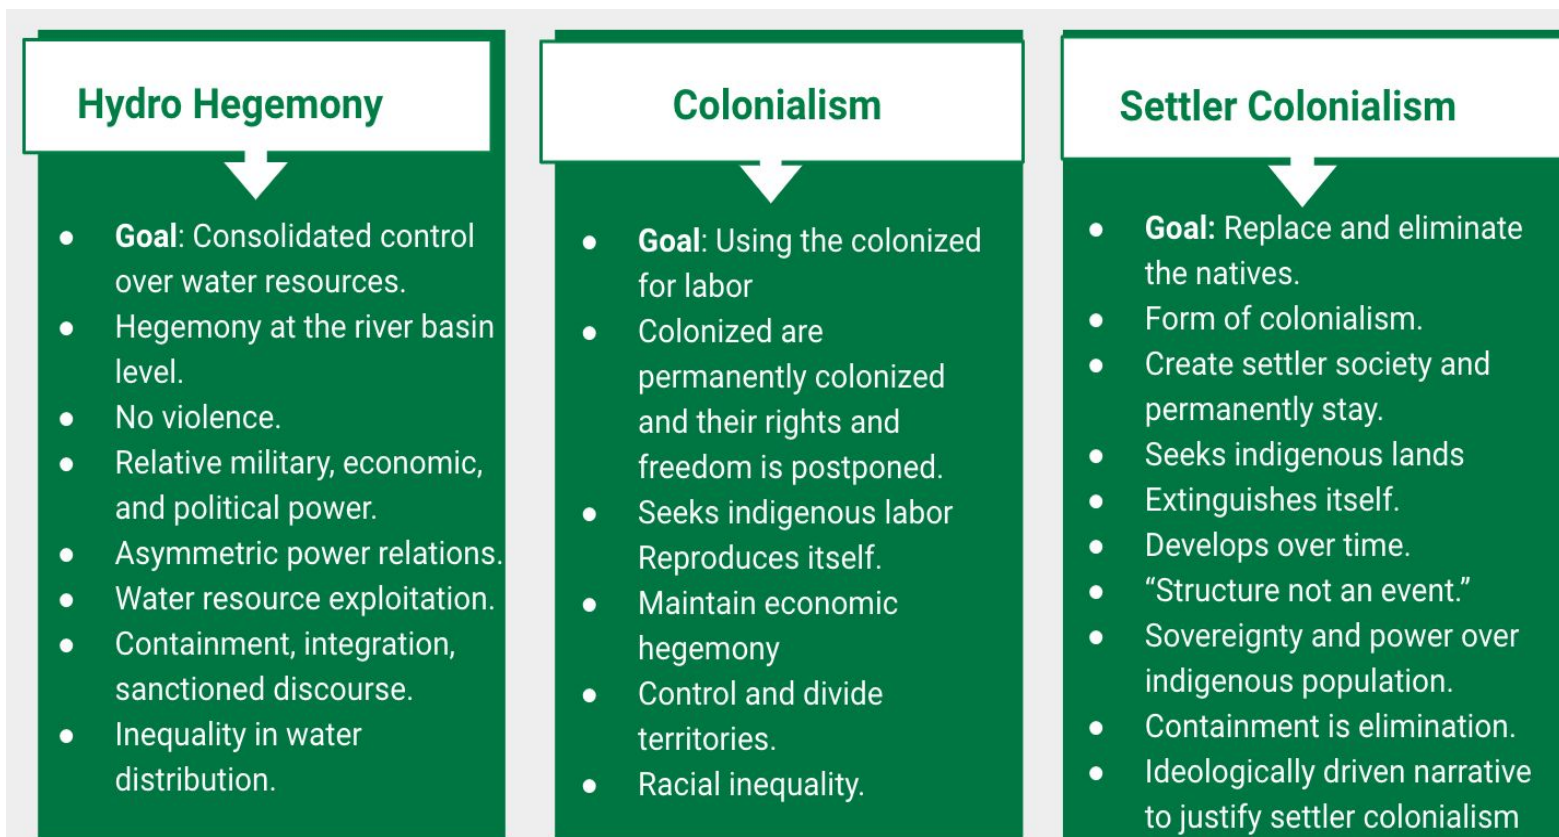 Hydro Hegemony
● Goal: Consolidated control
over water resources.
● Hegemony at the river basin
level.
● No violence.
● Relative military, economic,
and political power.
● Asymmetric power relations.
● Water resource exploitation.
● Containment, integration,
sanctioned discourse.
● Inequality in water
distribution.
Colonialism
● Goal: Using the colonized
for labor
● Colonized are
permanently colonized
and their rights and
freedom is postponed.
● Seeks indigenous labor
Reproduces itself.
● Maintain economic
hegemony
● Control and divide
territories.
● Racial inequality.
Settler Colonialism
● Goal: Replace and eliminate
the natives.
● Form of colonialism.
● Create settler society and
permanently stay.
● Seeks indigenous lands
● Extinguishes itself.
● Develops over time.
● “Structure not an event.”
● Sovereignty and power over
indigenous population.
● Containment is elimination.
● Ideologically driven narrative
to justify settler colonialism